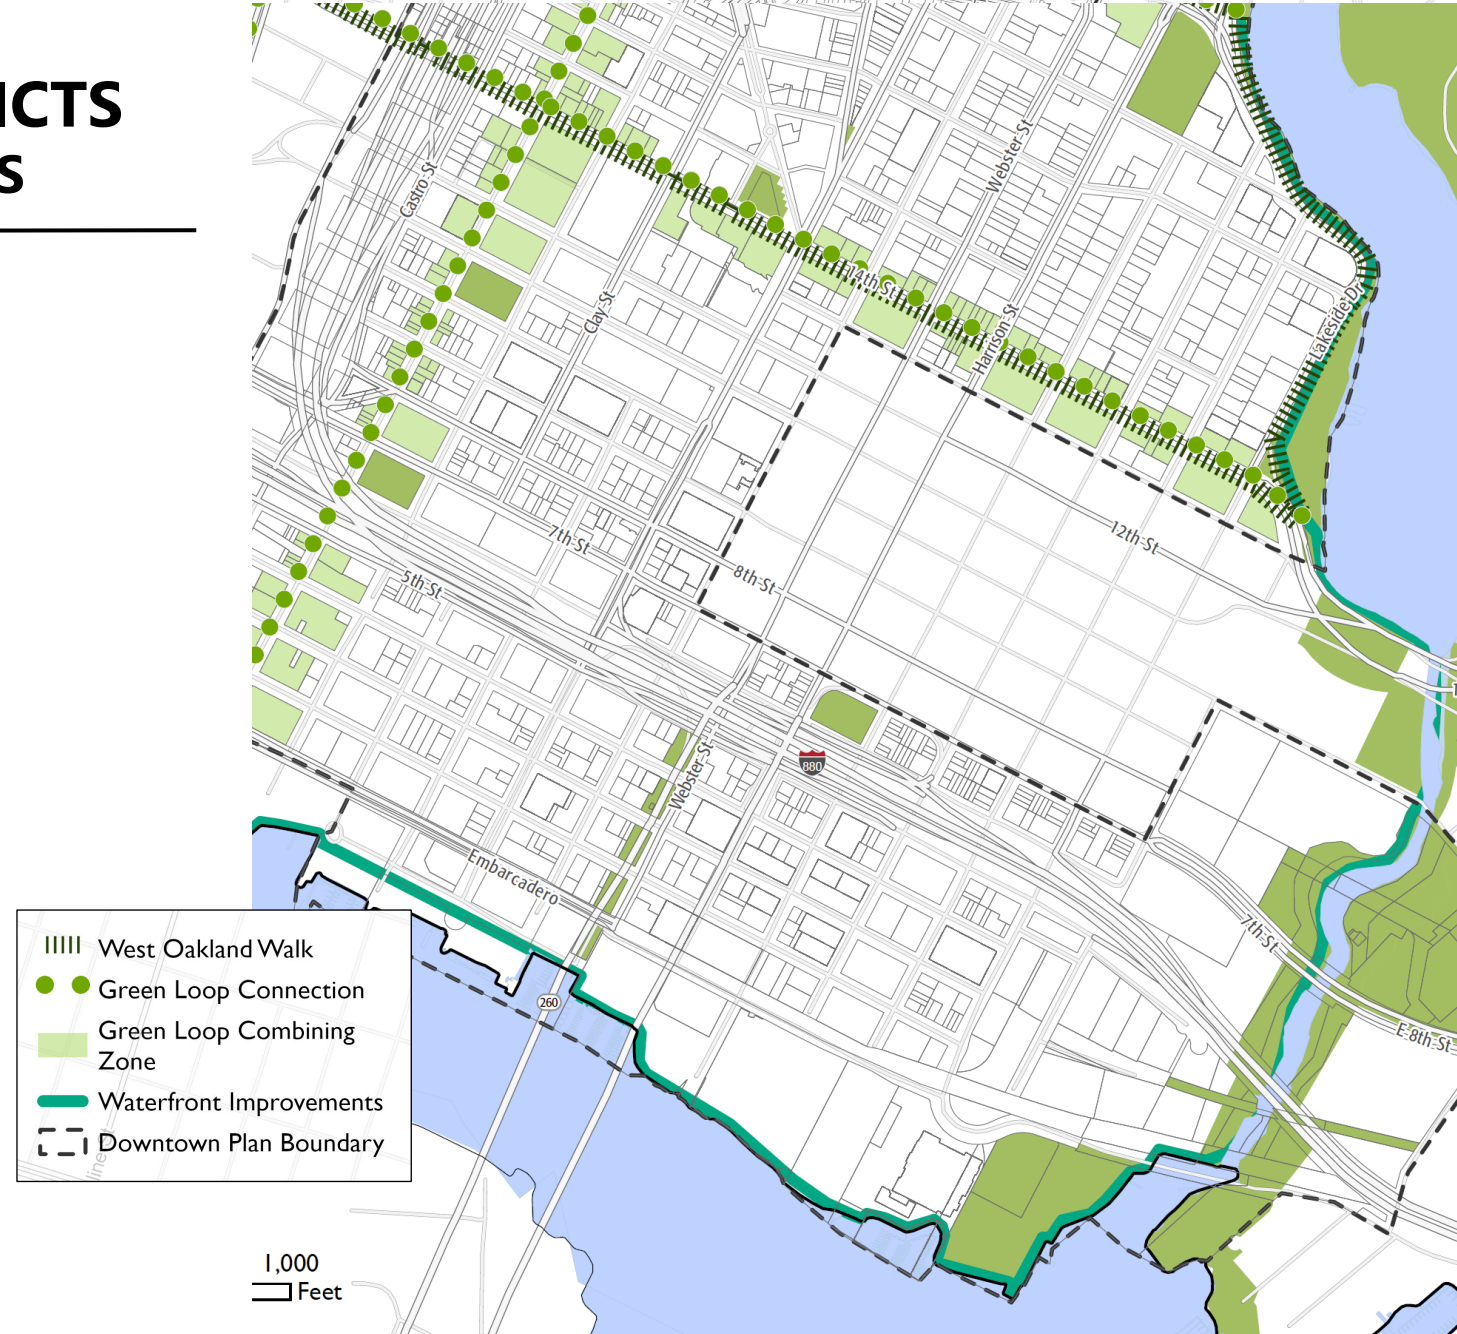 ICTS
S
Castro St
Webster St
Clay St
14th St
Harrison St
Lakeside Dr
12th St
7th St
8th St
5th St
Webster St
880
Embarcadero
7th St
E 8th St
260
West Oakland Walk
Green Loop Connection
Green Loop Combining
Zone
Waterfront Improvements
Downtown Plan Boundary
1,000
Feet